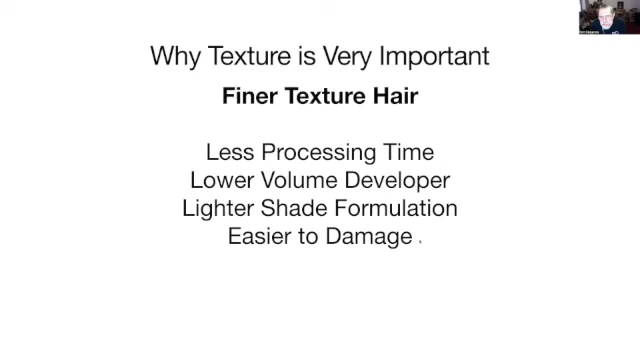 Why Texture is Very Important
Finer Texture Hair
Less Processing Time
Lower Volume Developer
Lighter Shade Formulation
Easier to Damage